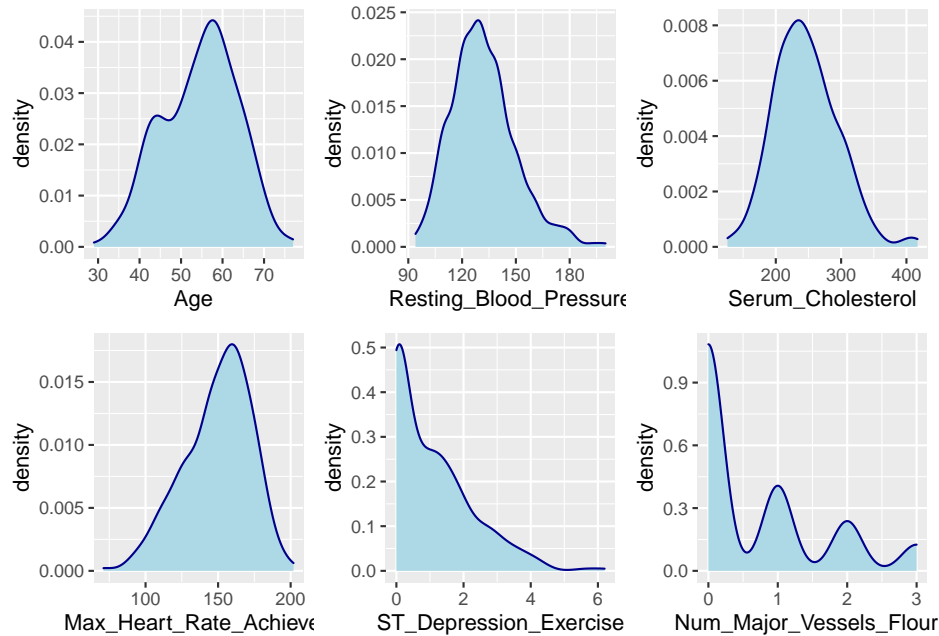 density
0.04
0.03
0.02
0.01
0.00
30 40 50 60 70
Age
density
0.025
0.020
0.015
0.010
0.005
0.000
90 120 150 180
Resting_Blood_Pressure
density
0.008
0.006
0.004
0.002
0.000
200 300 400
Serum_Cholesterol
density
0.015
0.010
0.005
0.000
100 150 200
Max_Heart_Rate_Achieve
density
0.5
0.4
0.3
0.2
0.1
0.0
0 2 4 6
ST_Depression_Exercise
density
0.9
0.6
0.3
0.0
0 1 2 3
Num_Major_Vessels_Flour